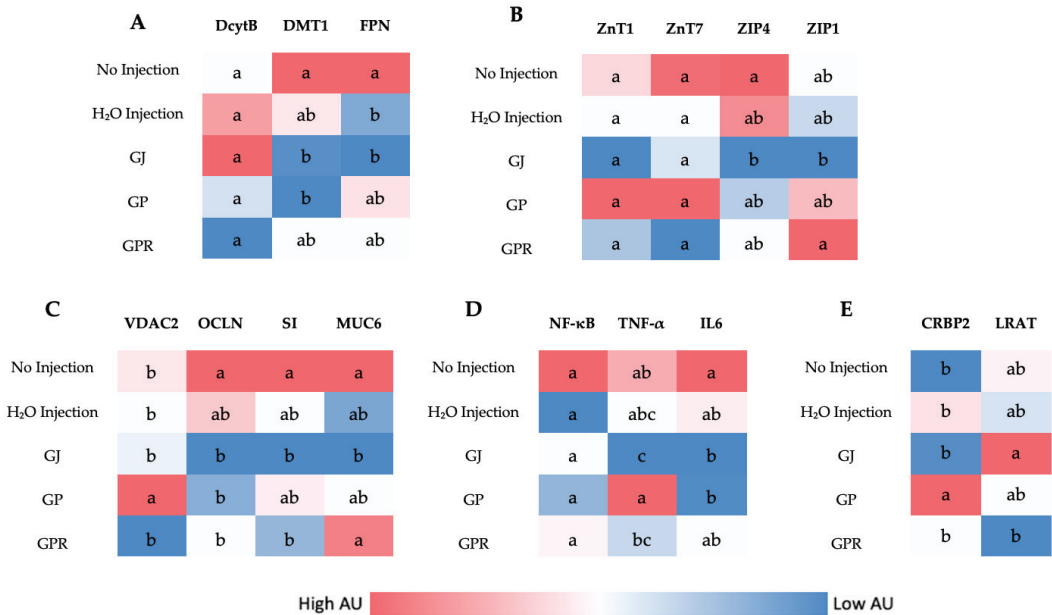 A
DcytB DMT1 FPN
No Injection a a a
H₂O Injection a ab b
GJ a b b
GP a b ab
GPR a ab ab
B
ZnT1 ZnT7 ZIP4 ZIP1
No Injection a a a ab
H₂O Injection a a ab ab
GJ a a b b
GP a a ab ab
GPR a a ab a
C
VDAC2 OCLN SI MUC6
No Injection b a a a
H₂O Injection b ab ab ab
GJ b b b b
GP a b ab ab
GPR b b b a
D
NF-κB TNF-α IL6
No Injection a ab a
H₂O Injection a abc ab
GJ a c b
GP a a b
GPR a bc ab
E
CRBP2 LRAT
No Injection b ab
H₂O Injection b ab
GJ b a
GP a ab
GPR b b
High AU Low AU